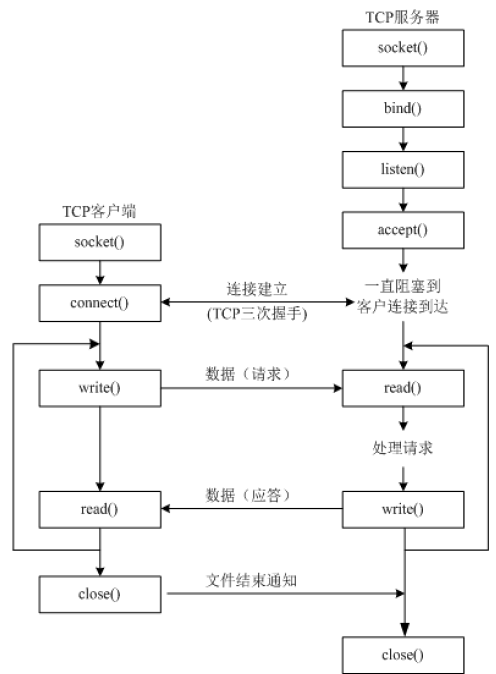 TCP服务器
socket()
bind()
listen()
TCP客户端
accept()
socket()
一直阻塞到
客户连接到达
connect()
连接建立
(TCP三次握手)
write()
数据（请求）
read()
处理请求
read()
数据（应答）
write()
close()
文件结束通知
close()